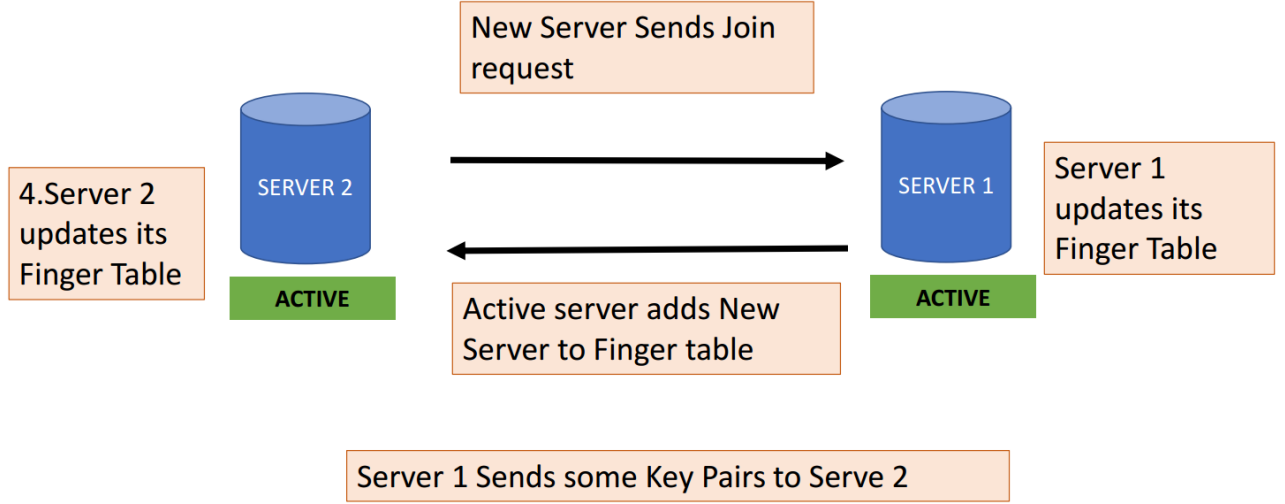 New Server Sends Join
request
SERVER 2
SERVER 1
4.Server 2
updates its
Finger Table
Server 1
updates its
Finger Table
ACTIVE
ACTIVE
Active server adds New
Server to Finger table
Server 1 Sends some Key Pairs to Serve 2